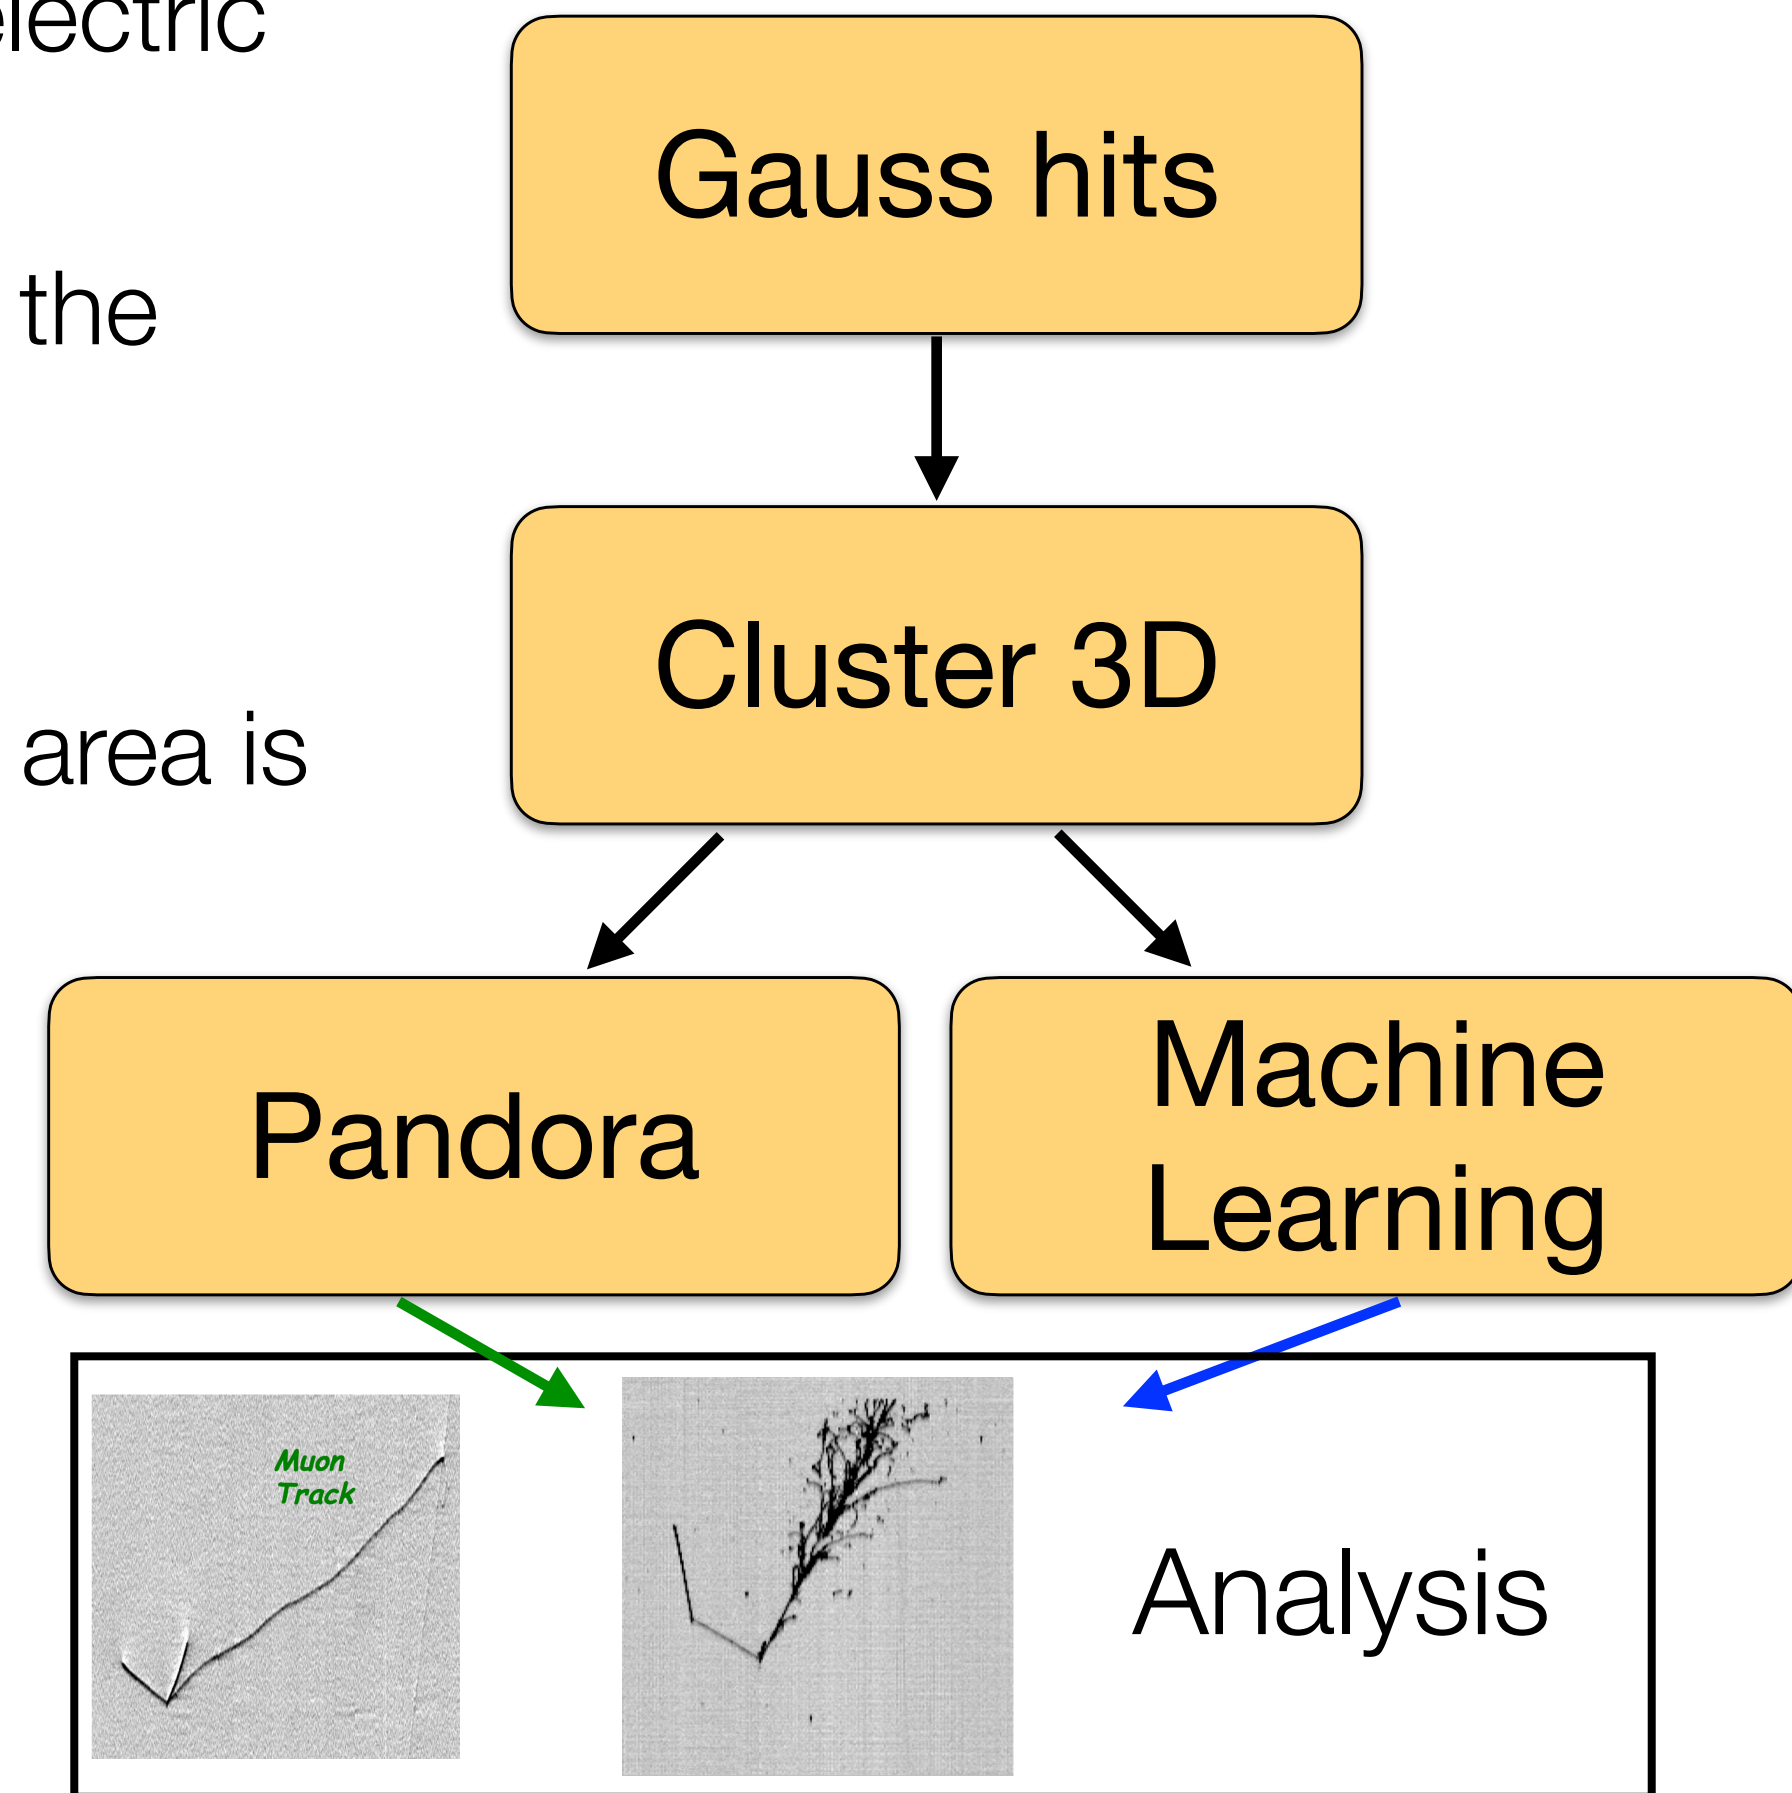 Gauss hits
the
Cluster 3D
area is
Pandora
Machine
Learning
Muon
Track
Analysis